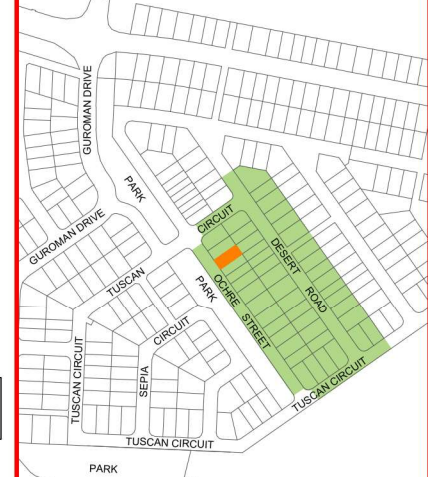 GUROMAN DRIVE
PARK
CIRCUIT
GUROMAN DRIVE
DESERT
ROAD
TUSCAN
PARK
OCHRE
STREET
CIRCUIT
TUSCAN CIRCUIT
SEPIA
TUSCAN CIRCUIT
TUSCAN CIRCUIT
PARK